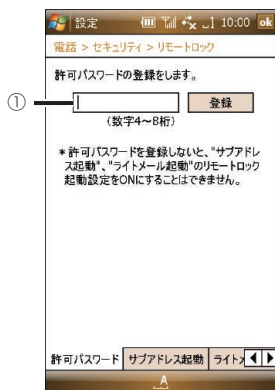 設定 10:00 ok
電話 > セキュリティ > リモートロック
許可パスワードの登録をします。
① 登録
(数字4~8桁)
*許可パスワードを登録しないと、"サブアドレ
ス起動"、"ライトメール起動"のリモートロック
起動設定をONにすることはできません。
許可パスワード サブアドレス起動 ライトメ
A